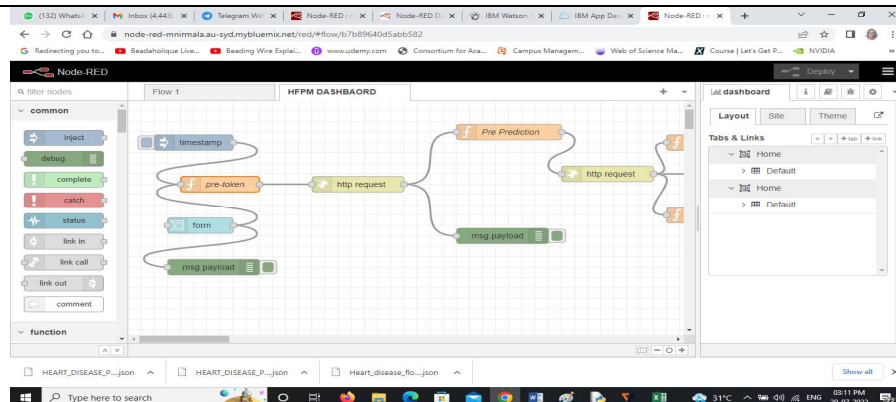 (132) WhatsA
Inbox (4,443)
Telegram We
Node-RED : n
Node-RED D
IBM Watson
IBM App Dev
Node-RED : r
node-red-mnirmala.au-syd.mybluemix.net/red/#flow/b7b89640d5abb582
Redirecting you to...
Beadaholique Live...
Beading Wire Explai...
www.udemy.com
Consortium for Aca...
Campus Managem...
Web of Science Ma...
Course | Let's Get P...
NVIDIA
Node-RED
Deploy
filter nodes
Flow 1
HFPM DASHBAORD
dashboard
common
inject
debug
complete
catch
status
link in
link call
link out
comment
function
timestamp
pre-token
form
msg.payload
http request
Pre Prediction
http request
msg.payload
Layout
Site
Theme
Tabs & Links
+ tab
+ link
Home
Default
Home
Default
HEART_DISEASE_P....json
HEART_DISEASE_P....json
Heart_disease_flo....json
Show all
Type here to search
31°C
ENG
03:11 PM
20-07-2022